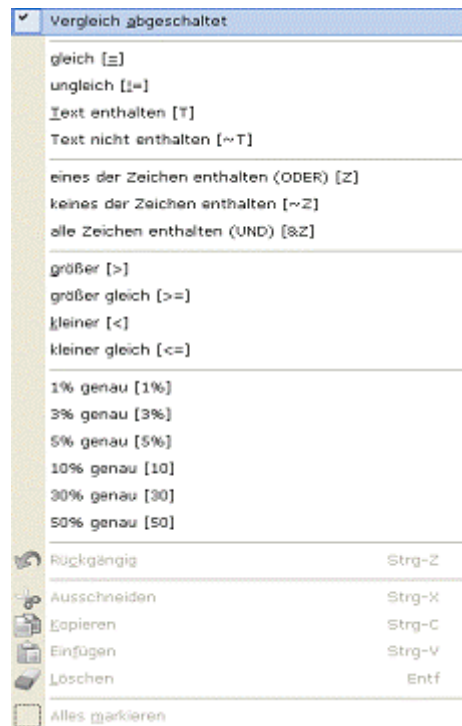 Vergleich abgeschaltet
gleich [=]
ungleich [!=]
Text enthalten [T]
Text nicht enthalten [~T]
eines der Zeichen enthalten (ODER) [Z]
keines der Zeichen enthalten [~Z]
alle Zeichen enthalten (UND) [&Z]
größer [>]
größer gleich [>=]
kleiner [<]
kleiner gleich [<=]
1% genau [1%]
3% genau [3%]
5% genau [5%]
10% genau [10]
30% genau [30]
50% genau [50]
Rückgängig Strg-Z
Ausschneiden Strg-X
Kopieren Strg-C
Einfügen Strg-V
Löschen Entf
Alles markieren